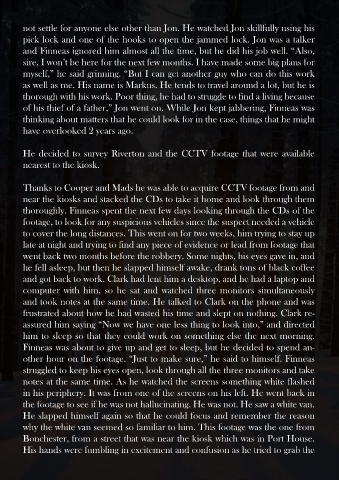 not settle for anyone else other than Jon. He watched Jon skillfully using his
pick lock and one of the hooks to open the jammed lock. Jon was a talker
and Finneas ignored him almost all the time, but he did his job well. “Also,
sire, I won’t be here for the next few months. I have made some big plans for
myself,” he said grinning. “But I can get another guy who can do this work
as well as me. His name is Markus. He tends to travel around a lot, but he is
thorough with his work. Poor thing, he had to struggle to find a living because
of his thief of a father,” Jon went on. While Jon kept jabbering, Finneas was
thinking about matters that he could look for in the case, things that he might
have overlooked 2 years ago.
He decided to survey Riverton and the CCTV footage that were available
nearest to the kiosk.
Thanks to Cooper and Mads he was able to acquire CCTV footage from and
near the kiosks and stacked the CDs to take it home and look through them
thoroughly. Finneas spent the next few days looking through the CDs of the
footage, to look for any suspicious vehicles since the suspect needed a vehicle
to cover the long distances. This went on for two weeks, him trying to stay up
late at night and trying to find any piece of evidence or lead from footage that
went back two months before the robbery. Some nights, his eyes gave in, and
he fell asleep, but then he slapped himself awake, drank tons of black coffee
and got back to work. Clark had lent him a desktop, and he had a laptop and
computer with him, so he sat and watched three monitors simultaneously
and took notes at the same time. He talked to Clark on the phone and was
frustrated about how he had wasted his time and slept on nothing. Clark re-
assured him saying “Now we have one less thing to look into,” and directed
him to sleep so that they could work on something else the next morning.
Finneas was about to give up and get to sleep, but he decided to spend an-
other hour on the footage. “Just to make sure,” he said to himself. Finneas
struggled to keep his eyes open, look through all the three monitors and take
notes at the same time. As he watched the screens something white flashed
in his periphery. It was from one of the screens on his left. He went back in
the footage to see if he was not hallucinating. He was not. He saw a white van.
He slapped himself again so that he could focus and remember the reason
why the white van seemed so familiar to him. This footage was the one from
Bonchester, from a street that was near the kiosk which was in Port House.
His hands were fumbling in excitement and confusion as he tried to grab the